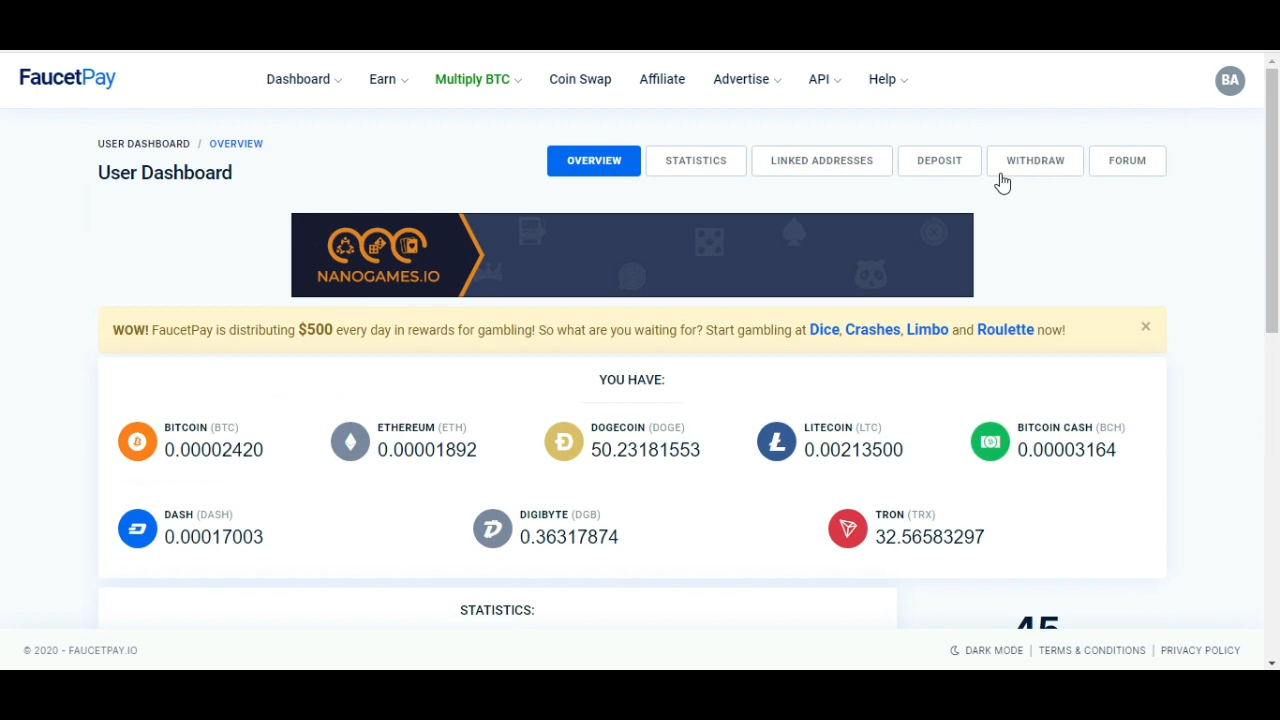 FaucetPay
Dashboard Earn Multiply BTC Coin Swap Affiliate Advertise API Help BA
USER DASHBOARD / OVERVIEW
User Dashboard
OVERVIEW STATISTICS LINKED ADDRESSES DEPOSIT WITHDRAW FORUM
NANOGAMES.IO
WOW! FaucetPay is distributing $500 every day in rewards for gambling! So what are you waiting for? Start gambling at Dice, Crashes, Limbo and Roulette now! ×
YOU HAVE:
BITCOIN (BTC) ETHEREUM (ETH) DOGECOIN (DOGE) LITECOIN (LTC) BITCOIN CASH (BCH)
0.00002420 0.00001892 50.23181553 0.00213500 0.00003164
DASH (DASH) DIGIBYTE (DGB) TRON (TRX)
0.00017003 0.36317874 32.56583297
STATISTICS:
45
© 2020 - FAUCETPAY.IO DARK MODE | TERMS & CONDITIONS | PRIVACY POLICY